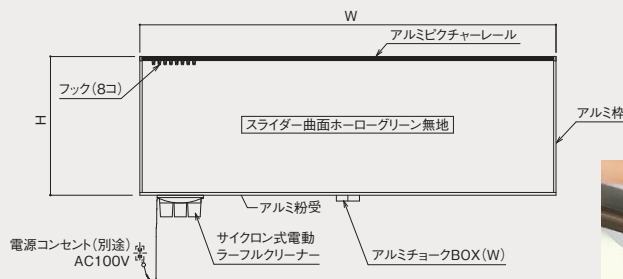 W
アルミピクチャーレール
フック(8コ)
H
スライダー曲面ホーローグリーン無地
アルミ枠
アルミ粉受
電源コンセント(別途)
AC100V
サイクロン式電動
ラーフルクリーナー
アルミチョークBOX(W)